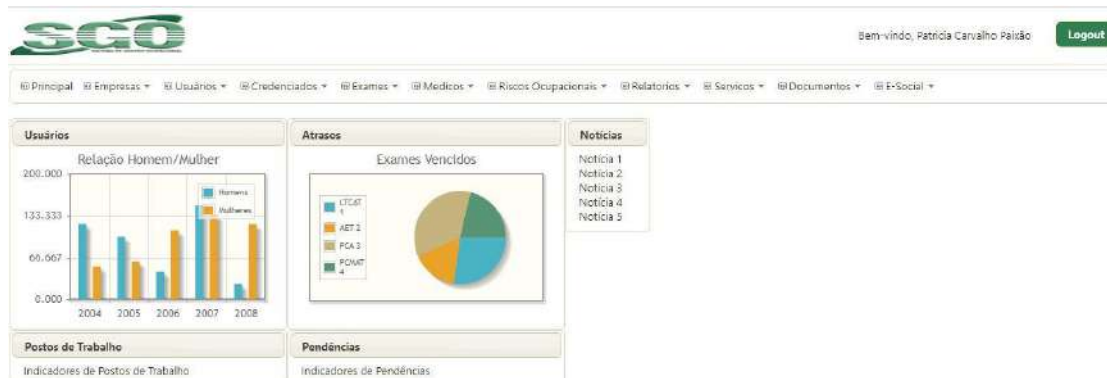 SGO
Bem-vindo, Patricia Carvalho Paixão
Logout
Principal Empresas Usuários Credenciados Exames Medicos Riscos Ocupacionais Relatorios Servicos Documentos E-Social
Usuários
Relação Homem/Mulher
200.000
133.333
66.667
0.000
Homens
Mulheres
2004 2005 2006 2007 2008
Atrasos
Exames Vencidos
LTCAT
1
AET 2
PCA 3
PCMAT
4
Notícias
Notícia 1
Notícia 2
Notícia 3
Notícia 4
Notícia 5
Postos de Trabalho
Indicadores de Postos de Trabalho
Pendências
Indicadores de Pendências